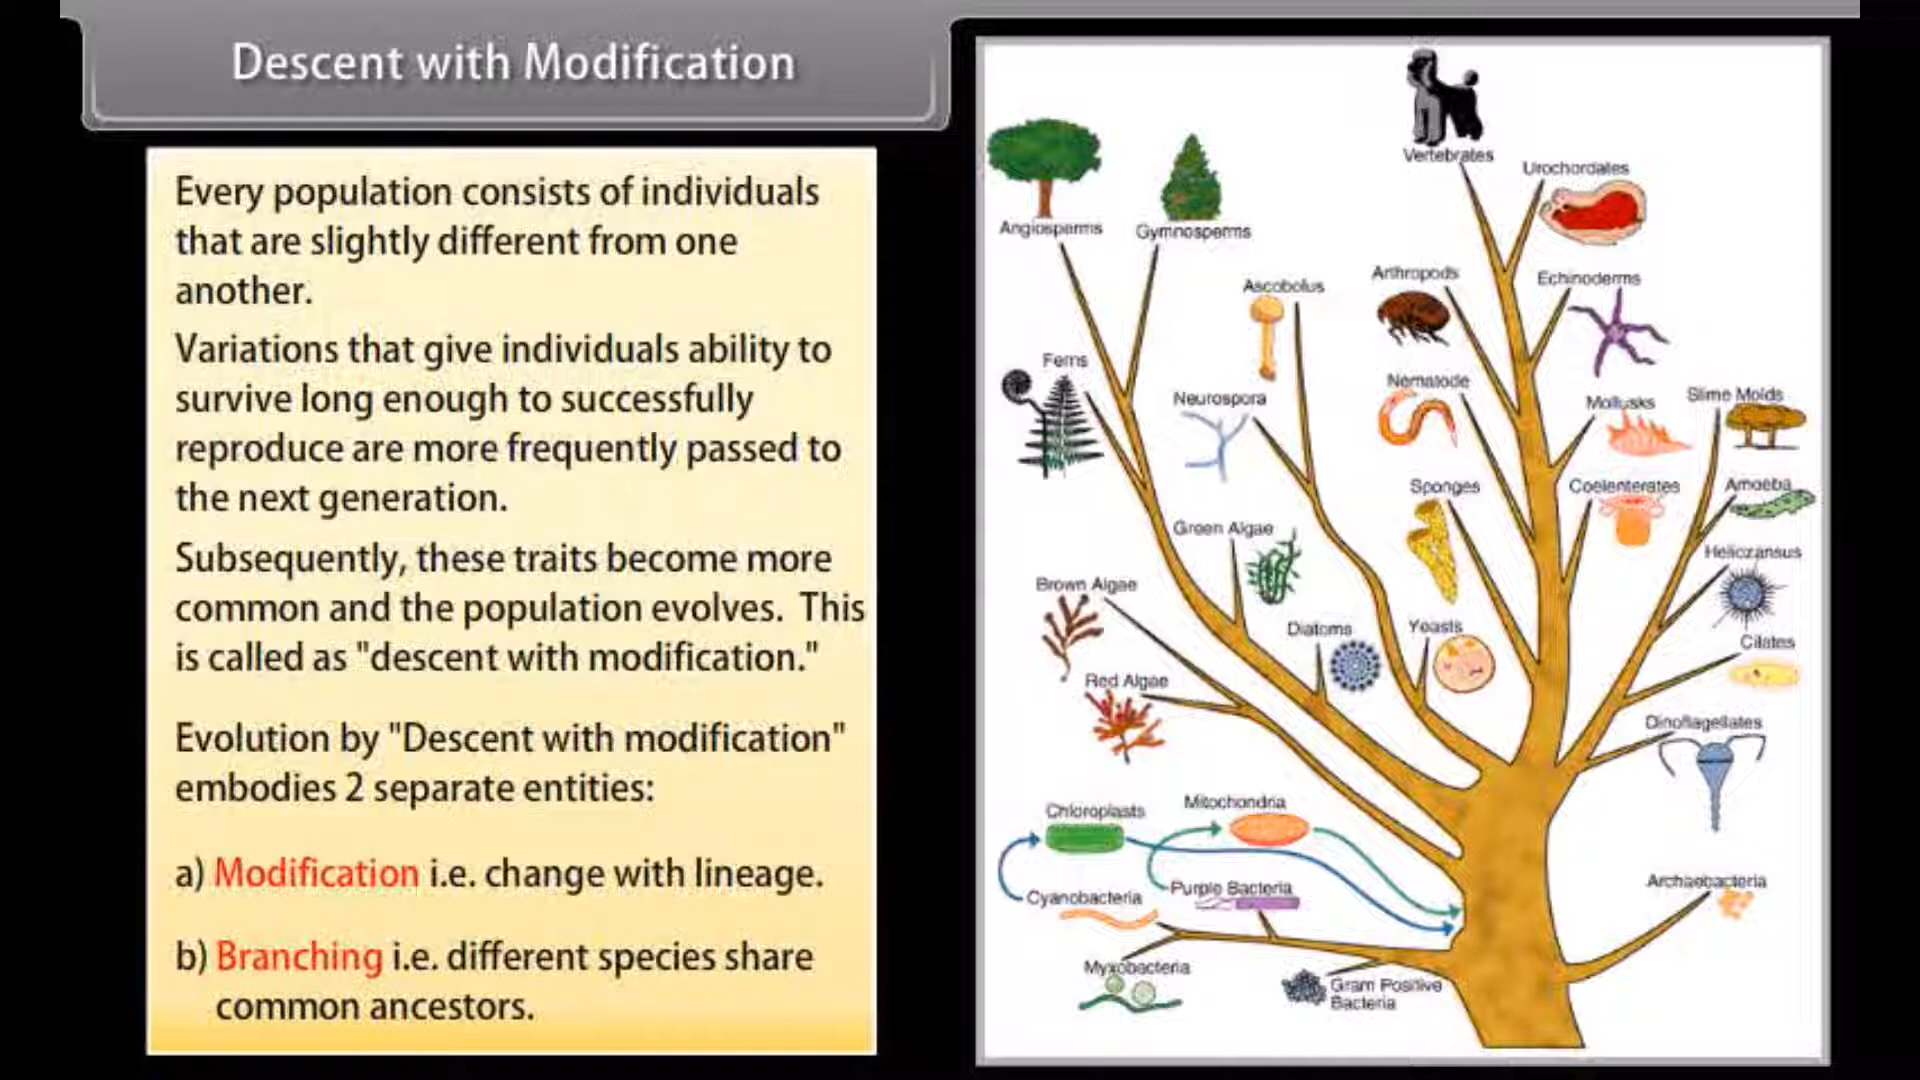 Descent with Modification
Every population consists of individuals
that are slightly different from one
another.
Variations that give individuals ability to
survive long enough to successfully
reproduce are more frequently passed to
the next generation.
Subsequently, these traits become more
common and the population evolves. This
is called as "descent with modification."
Evolution by "Descent with modification"
embodies 2 separate entities:
a) Modification i.e. change with lineage.
b) Branching i.e. different species share
common ancestors.
Vertebrates
Urochordates
Angiosperms
Gymnosperms
Arthropods
Echinoderms
Ascobolus
Ferns
Nematode
Neurospora
Mollusks
Slime Molds
Sponges
Coelenterates
Amoeba
Green Algae
Heliozansus
Brown Algae
Diatoms
Yeasts
Ciliates
Red Algae
Dinoflagellates
Chloroplasts
Mitochondria
Cyanobacteria
Purple Bacteria
Archaebacteria
Myxobacteria
Gram Positive
Bacteria